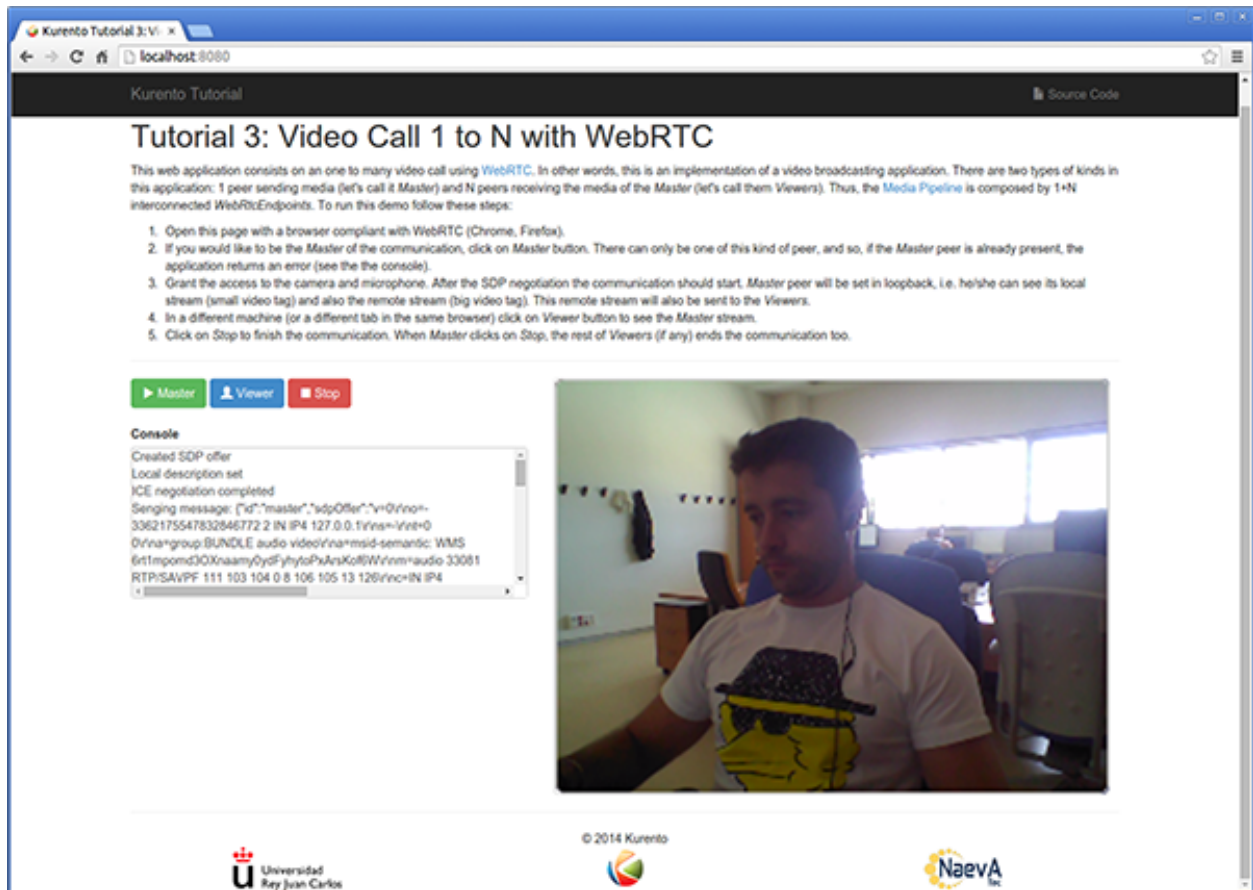 Kurento Tutorial 3: Vi
localhost:8080
Kurento Tutorial
Source Code
Tutorial 3: Video Call 1 to N with WebRTC
This web application consists on an one to many video call using WebRTC. In other words, this is an implementation of a video broadcasting application. There are two types of kinds in
this application: 1 peer sending media (let's call it Master) and N peers receiving the media of the Master (let's call them Viewers). Thus, the Media Pipeline is composed by 1+N
interconnected WebRtcEndpoints. To run this demo follow these steps:
1. Open this page with a browser compliant with WebRTC (Chrome, Firefox).
2. If you would like to be the Master of the communication, click on Master button. There can only be one of this kind of peer, and so, if the Master peer is already present, the
application returns an error (see the the console).
3. Grant the access to the camera and microphone. After the SDP negotiation the communication should start. Master peer will be set in loopback, i.e. he/she can see its local
stream (small video tag) and also the remote stream (big video tag). This remote stream will also be sent to the Viewers.
4. In a different machine (or a different tab in the same browser) click on Viewer button to see the Master stream.
5. Click on Stop to finish the communication. When Master clicks on Stop, the rest of Viewers (if any) ends the communication too.
Master
Viewer
Stop
Console
Created SDP offer
Local description set
ICE negotiation completed
Senging message: {"id":"master","sdpOffer":"v=0\r\no=-
3362175547832846772 2 IN IP4 127.0.0.1\r\ns=-\r\nt=0
0\r\na=group:BUNDLE audio video\r\na=msid-semantic: WMS
RTP/SAVPF 111 103 104 0 8 106 105 13 126\r\nc=IN IP4
© 2014 Kurento
Universidad
Rey Juan Carlos
NaevA
Tec